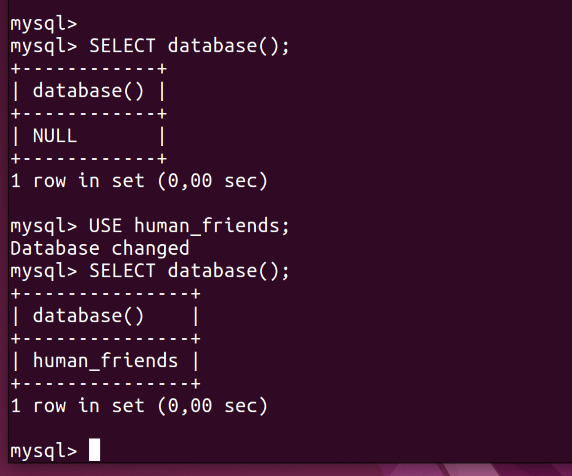 mysql>
mysql> SELECT database();
+------------+
| database() |
+------------+
| NULL       |
+------------+
1 row in set (0,00 sec)

mysql> USE human_friends;
Database changed
mysql> SELECT database();
+---------------+
| database()    |
+---------------+
| human_friends |
+---------------+
1 row in set (0,00 sec)

mysql>